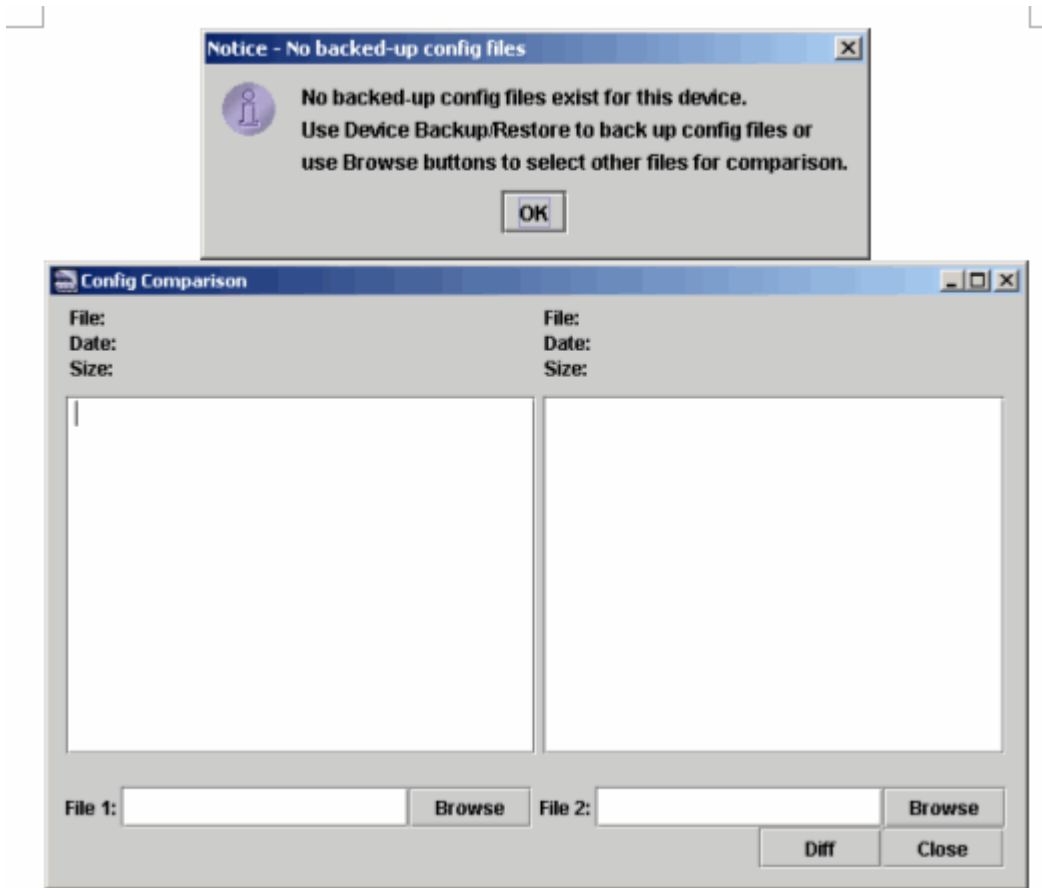 Notice - No backed-up config files
No backed-up config files exist for this device.
Use Device Backup/Restore to back up config files or
use Browse buttons to select other files for comparison.
OK
Config Comparison
File:
Date:
Size:
File:
Date:
Size:
File 1:
Browse
File 2:
Browse
Diff
Close